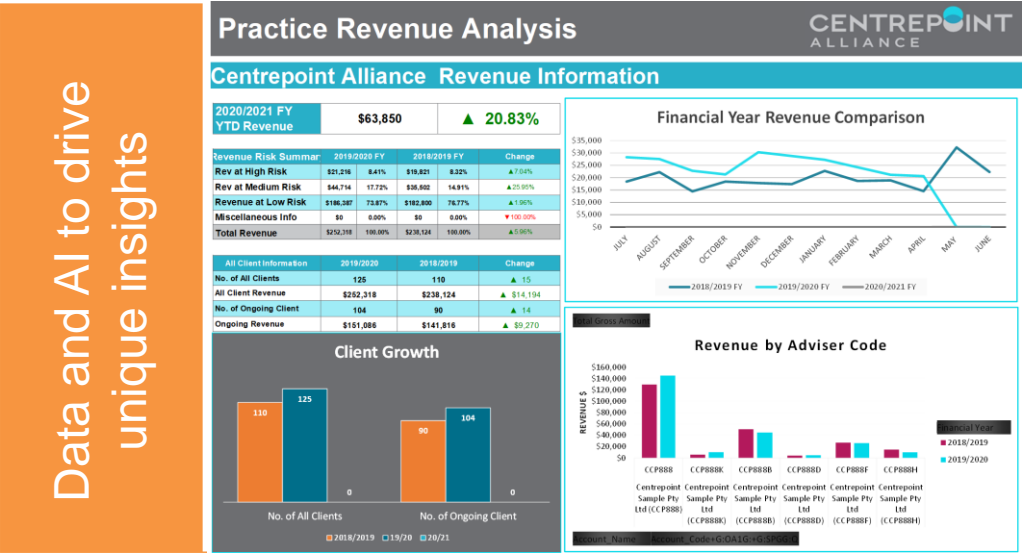 Data and AI to drive
unique insights
Practice Revenue Analysis
CENTREPOINT
ALLIANCE
Centrepoint Alliance Revenue Information
2020/2021 FY
YTD Revenue
$63,850
▲ 20.83%
Revenue Risk Summar 2019/2020 FY 2018/2019 FY Change
Rev at High Risk $21,216 8.41% $19,821 8.32% ▲7.04%
Rev at Medium Risk $44,714 17.72% $35,502 14.91% ▲25.95%
Revenue at Low Risk $186,387 73.87% $182,800 76.77% ▲1.96%
Miscellaneous Info $0 0.00% $0 0.00% ▼100.00%
Total Revenue $252,318 100.00% $238,124 100.00% ▲5.96%
All Client Information 2019/2020 2018/2019 Change
No. of All Clients 125 110 ▲ 15
All Client Revenue $252,318 $238,124 ▲ $14,194
No. of Ongoing Client 104 90 ▲ 14
Ongoing Revenue $151,086 $141,816 ▲ $9,270
Client Growth
110
125
0
90
104
0
No. of All Clients
No. of Ongoing Client
2018/2019 19/20 20/21
Financial Year Revenue Comparison
$35,000
$30,000
$25,000
$20,000
$15,000
$10,000
$5,000
$0
JULY
AUGUST
SEPTEMBER
OCTOBER
NOVEMBER
DECEMBER
JANUARY
FEBRUARY
MARCH
APRIL
MAY
JUNE
2018/2019 FY 2019/2020 FY 2020/2021 FY
Total Gross Amount
Revenue by Adviser Code
REVENUE $
$160,000
$140,000
$120,000
$100,000
$80,000
$60,000
$40,000
$20,000
$0
CCP888 CCP888K CCP888B CCP888D CCP888F CCP888H
Centrepoint Centrepoint Centrepoint Centrepoint Centrepoint Centrepoint
Sample Pty Sample Pty Sample Pty Sample Pty Sample Pty Sample Pty
Ltd (CCP888) Ltd Ltd Ltd Ltd Ltd
(CCP888K) (CCP888B) (CCP888D) (CCP888F) (CCP888H)
Financial Year
2018/2019
2019/2020
Account_Name